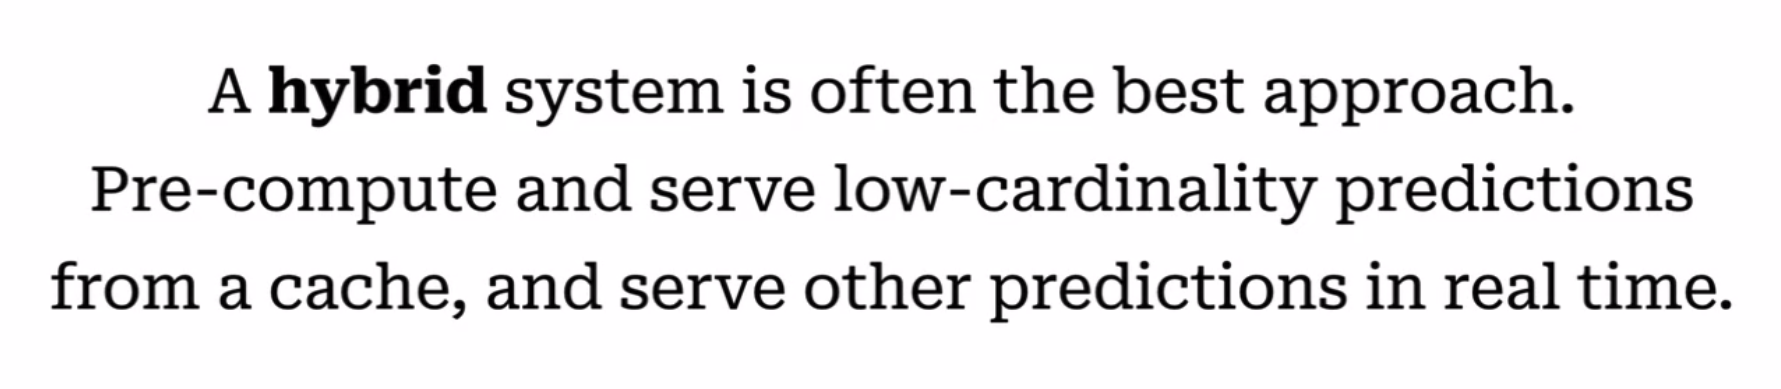 A hybrid system is often the best approach.
Pre-compute and serve low-cardinality predictions
from a cache, and serve other predictions in real time.